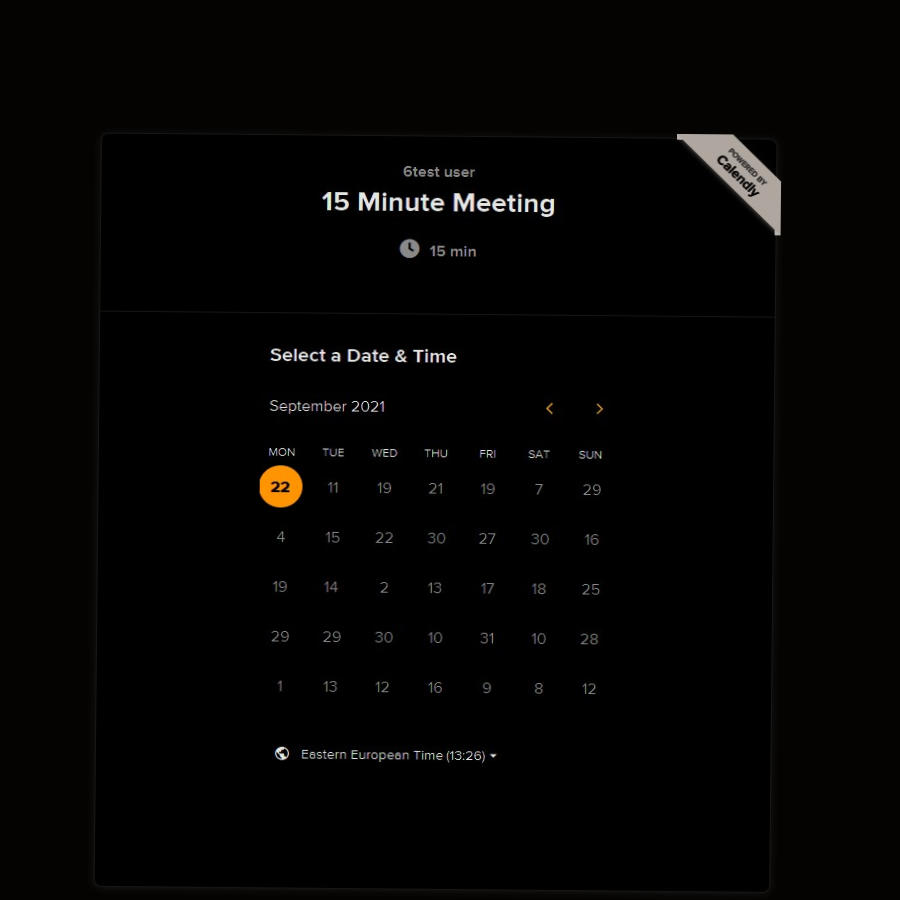 POWERED BY
Calendly
6test user
15 Minute Meeting
15 min
Select a Date & Time
September 2021
MON TUE WED THU FRI SAT SUN
22 11 19 21 19 7 29
4 15 22 30 27 30 16
19 14 2 13 17 18 25
29 29 30 10 31 10 28
1 13 12 16 9 8 12
Eastern European Time (13:26)